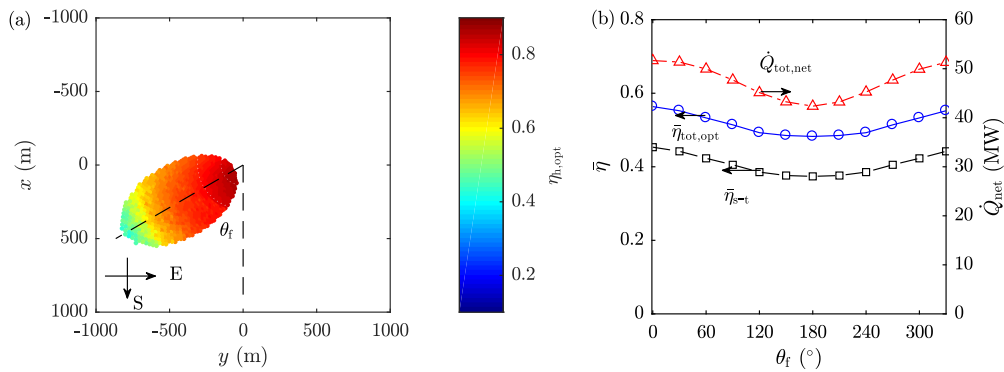 (a)
-1000
-500
0
500
1000
x (m)
-1000
-500
0
500
1000
y (m)
θf
E
S
0.8
0.6
0.4
0.2
ηh,opt
(b)
0.8
0.6
0.4
0.2
0
η̄
60
50
40
30
20
10
0
Q̇net (MW)
Q̇tot,net
η̄tot,opt
η̄s-t
0
60
120
180
240
300
θf (°)